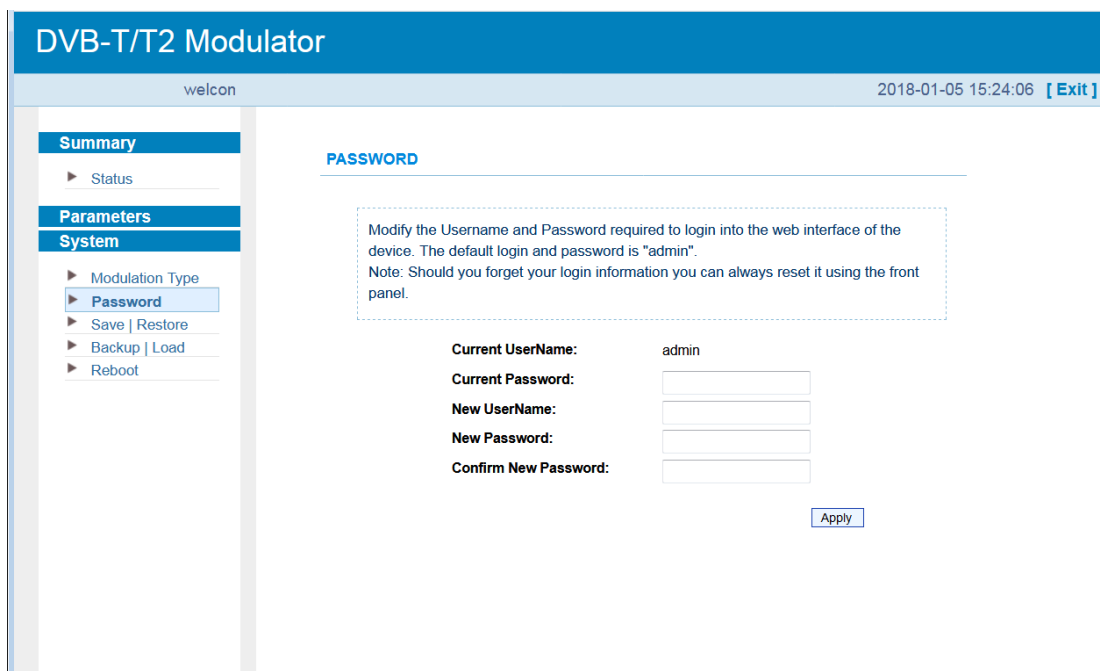 DVB-T/T2 Modulator
welcon
2018-01-05 15:24:06 [ Exit ]
Summary
Status
Parameters
System
Modulation Type
Password
Save | Restore
Backup | Load
Reboot
PASSWORD
Modify the Username and Password required to login into the web interface of the
device. The default login and password is "admin".
Note: Should you forget your login information you can always reset it using the front
panel.
Current UserName: admin
Current Password:
New UserName:
New Password:
Confirm New Password:
Apply